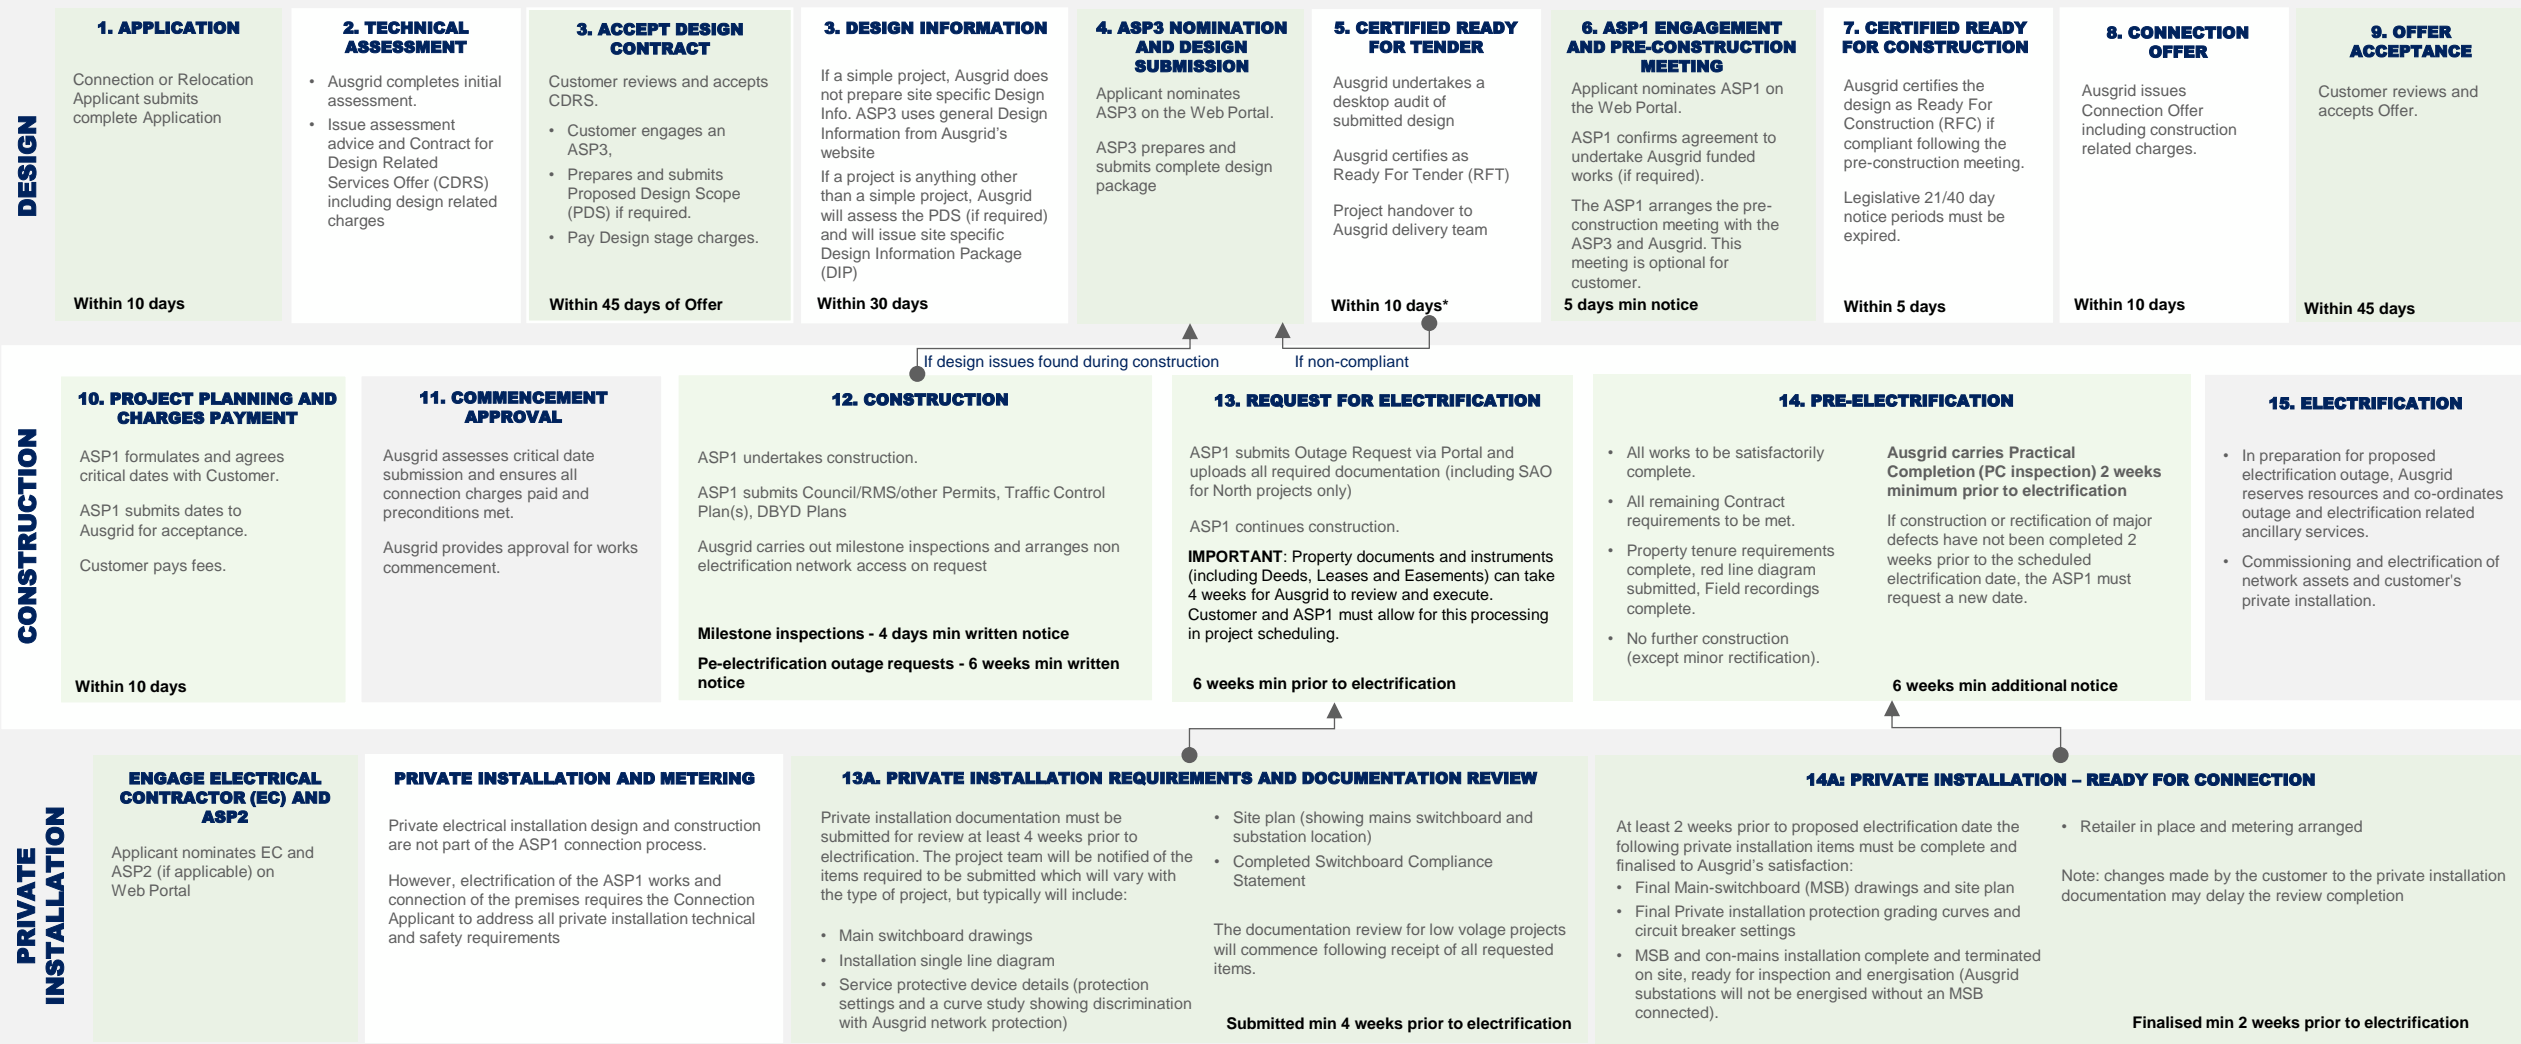 DESIGN
1. APPLICATION
Connection or Relocation
Applicant submits
complete Application
Within 10 days
2. TECHNICAL
ASSESSMENT
• Ausgrid completes initial
assessment.
• Issue assessment
advice and Contract for
Design Related
Services Offer (CDRS)
including design related
charges
3. ACCEPT DESIGN
CONTRACT
Customer reviews and accepts
CDRS.
• Customer engages an
ASP3,
• Prepares and submits
Proposed Design Scope
(PDS) if required.
• Pay Design stage charges.
Within 45 days of Offer
3. DESIGN INFORMATION
If a simple project, Ausgrid does
not prepare site specific Design
Info. ASP3 uses general Design
Information from Ausgrid's
website
If a project is anything other
than a simple project, Ausgrid
will assess the PDS (if required)
and will issue site specific
Design Information Package
(DIP)
Within 30 days
4. ASP3 NOMINATION
AND DESIGN
SUBMISSION
Applicant nominates
ASP3 on the Web Portal.
ASP3 prepares and
submits complete design
package
5. CERTIFIED READY
FOR TENDER
Ausgrid undertakes a
desktop audit of
submitted design
Ausgrid certifies as
Ready For Tender (RFT)
Project handover to
Ausgrid delivery team
Within 10 days*
6. ASP1 ENGAGEMENT
AND PRE-CONSTRUCTION
MEETING
Applicant nominates ASP1 on
the Web Portal.
ASP1 confirms agreement to
undertake Ausgrid funded
works (if required).
The ASP1 arranges the pre-
construction meeting with the
ASP3 and Ausgrid. This
meeting is optional for
customer.
5 days min notice
7. CERTIFIED READY
FOR CONSTRUCTION
Ausgrid certifies the
design as Ready For
Construction (RFC) if
compliant following the
pre-construction meeting.
Legislative 21/40 day
notice periods must be
expired.
Within 5 days
8. CONNECTION
OFFER
Ausgrid issues
Connection Offer
including construction
related charges.
Within 10 days
9. OFFER
ACCEPTANCE
Customer reviews and
accepts Offer.
Within 45 days
If design issues found during construction
If non-compliant
CONSTRUCTION
10. PROJECT PLANNING AND
CHARGES PAYMENT
ASP1 formulates and agrees
critical dates with Customer.
ASP1 submits dates to
Ausgrid for acceptance.
Customer pays fees.
Within 10 days
11. COMMENCEMENT
APPROVAL
Ausgrid assesses critical date
submission and ensures all
connection charges paid and
preconditions met.
Ausgrid provides approval for works
commencement.
12. CONSTRUCTION
ASP1 undertakes construction.
ASP1 submits Council/RMS/other Permits, Traffic Control
Plan(s), DBYD Plans
Ausgrid carries out milestone inspections and arranges non
electrification network access on request
Milestone inspections - 4 days min written notice
Pe-electrification outage requests - 6 weeks min written
notice
13. REQUEST FOR ELECTRIFICATION
ASP1 submits Outage Request via Portal and
uploads all required documentation (including SAO
for North projects only)
ASP1 continues construction.
IMPORTANT: Property documents and instruments
(including Deeds, Leases and Easements) can take
4 weeks for Ausgrid to review and execute.
Customer and ASP1 must allow for this processing
in project scheduling.
6 weeks min prior to electrification
14. PRE-ELECTRIFICATION
• All works to be satisfactorily
complete.
• All remaining Contract
requirements to be met.
• Property tenure requirements
complete, red line diagram
submitted, Field recordings
complete.
• No further construction
(except minor rectification).
Ausgrid carries Practical
Completion (PC inspection) 2 weeks
minimum prior to electrification
If construction or rectification of major
defects have not been completed 2
weeks prior to the scheduled
electrification date, the ASP1 must
request a new date.
6 weeks min additional notice
15. ELECTRIFICATION
• In preparation for proposed
electrification outage, Ausgrid
reserves resources and co-ordinates
outage and electrification related
ancillary services.
• Commissioning and electrification of
network assets and customer's
private installation.
PRIVATE
INSTALLATION
ENGAGE ELECTRICAL
CONTRACTOR (EC) AND
ASP2
Applicant nominates EC and
ASP2 (if applicable) on
Web Portal
PRIVATE INSTALLATION AND METERING
Private electrical installation design and construction
are not part of the ASP1 connection process.
However, electrification of the ASP1 works and
connection of the premises requires the Connection
Applicant to address all private installation technical
and safety requirements
13A. PRIVATE INSTALLATION REQUIREMENTS AND DOCUMENTATION REVIEW
Private installation documentation must be
submitted for review at least 4 weeks prior to
electrification. The project team will be notified of the
items required to be submitted which will vary with
the type of project, but typically will include:
• Main switchboard drawings
• Installation single line diagram
• Service protective device details (protection
settings and a curve study showing discrimination
with Ausgrid network protection)
• Site plan (showing mains switchboard and
substation location)
• Completed Switchboard Compliance
Statement
The documentation review for low volage projects
will commence following receipt of all requested
items.
Submitted min 4 weeks prior to electrification
14A: PRIVATE INSTALLATION – READY FOR CONNECTION
At least 2 weeks prior to proposed electrification date the
following private installation items must be complete and
finalised to Ausgrid's satisfaction:
• Final Main-switchboard (MSB) drawings and site plan
• Final Private installation protection grading curves and
circuit breaker settings
• MSB and con-mains installation complete and terminated
on site, ready for inspection and energisation (Ausgrid
substations will not be energised without an MSB
connected).
• Retailer in place and metering arranged
Note: changes made by the customer to the private installation
documentation may delay the review completion
Finalised min 2 weeks prior to electrification